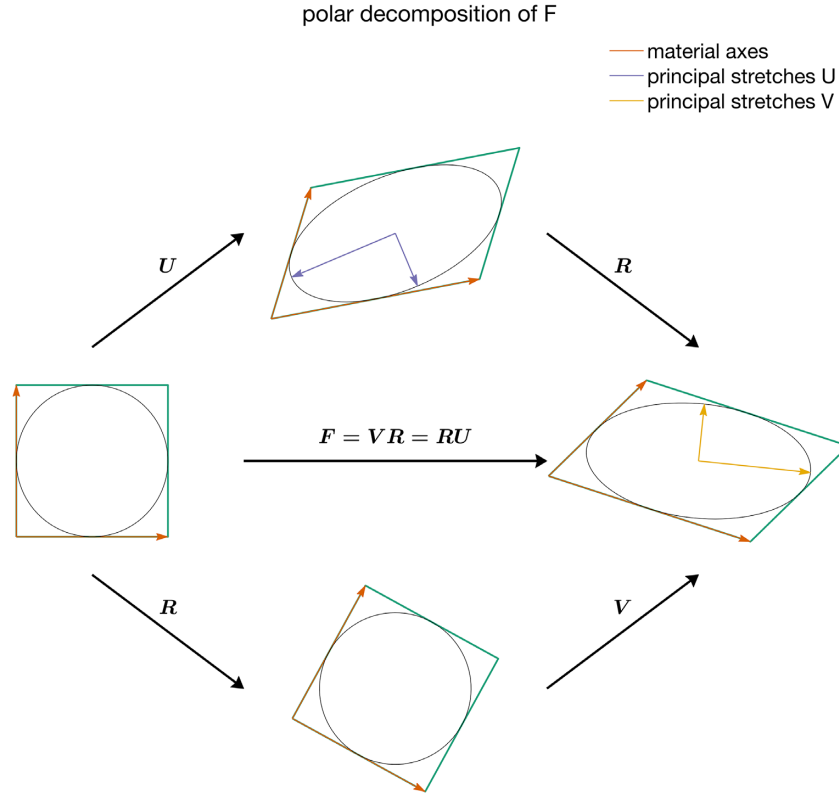 polar decomposition of F
material axes
principal stretches U
principal stretches V
U
R
F = VR = RU
R
V